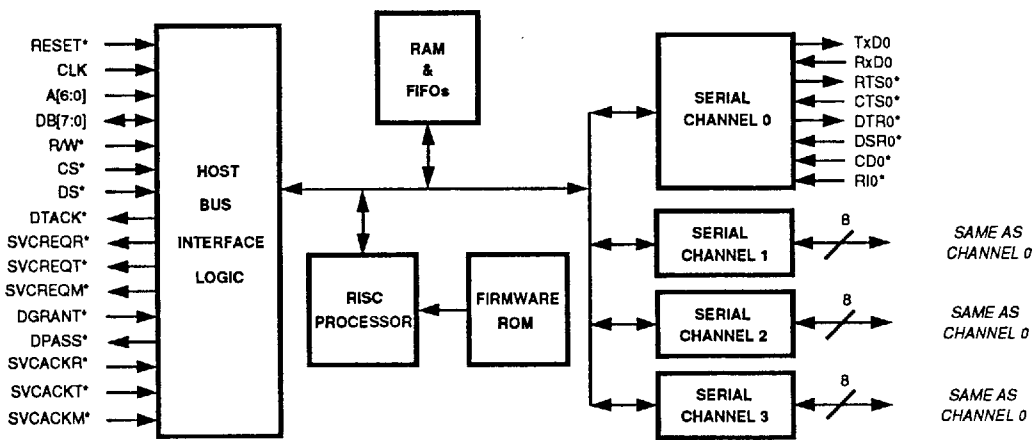 RESET*
CLK
A[6:0]
DB[7:0]
R/W*
CS*
DS*
DTACK*
SVCREQR*
SVCREQT*
SVCREQM*
DGRANT*
DPASS*
SVCACKR*
SVCACKT*
SVCACKM*
HOST
BUS
INTERFACE
LOGIC
RAM
&
FIFOs
RISC
PROCESSOR
FIRMWARE
ROM
SERIAL
CHANNEL 0
TxD0
RxD0
RTS0*
CTS0*
DTR0*
DSR0*
CD0*
RI0*
SERIAL
CHANNEL 1
8
SAME AS
CHANNEL 0
SERIAL
CHANNEL 2
8
SAME AS
CHANNEL 0
SERIAL
CHANNEL 3
8
SAME AS
CHANNEL 0